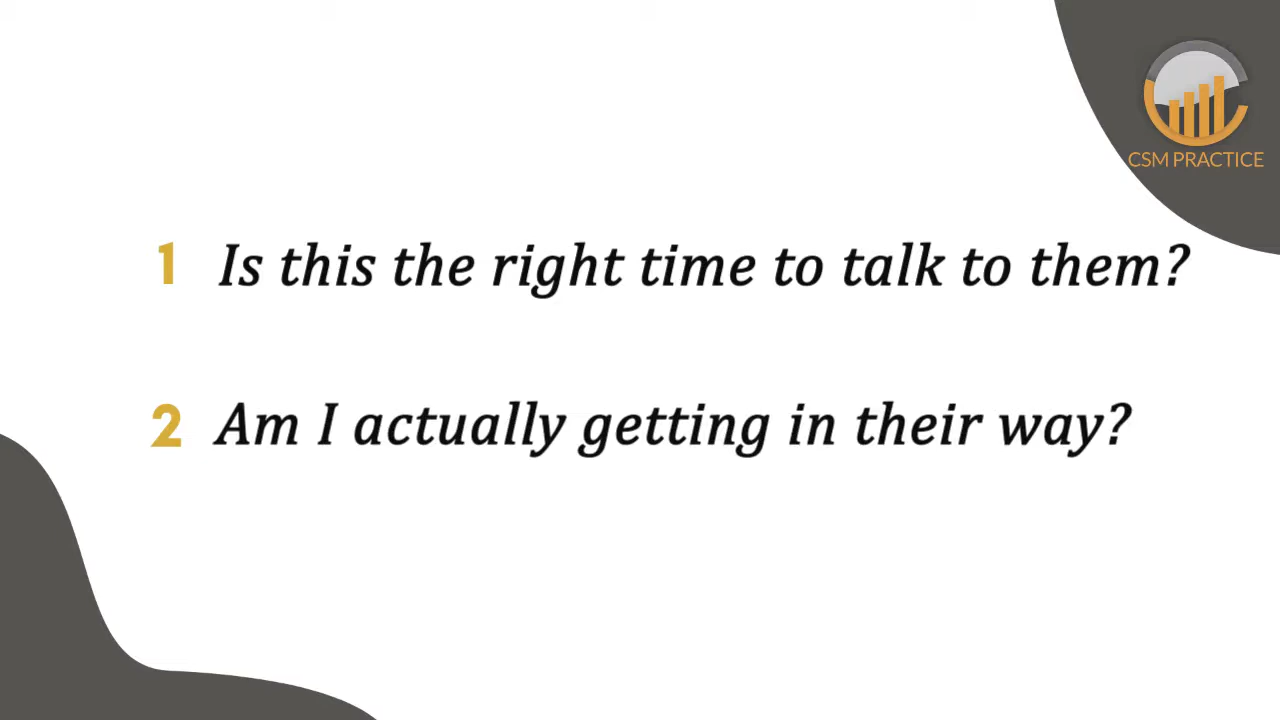 CSM PRACTICE
1 Is this the right time to talk to them?
2 Am I actually getting in their way?